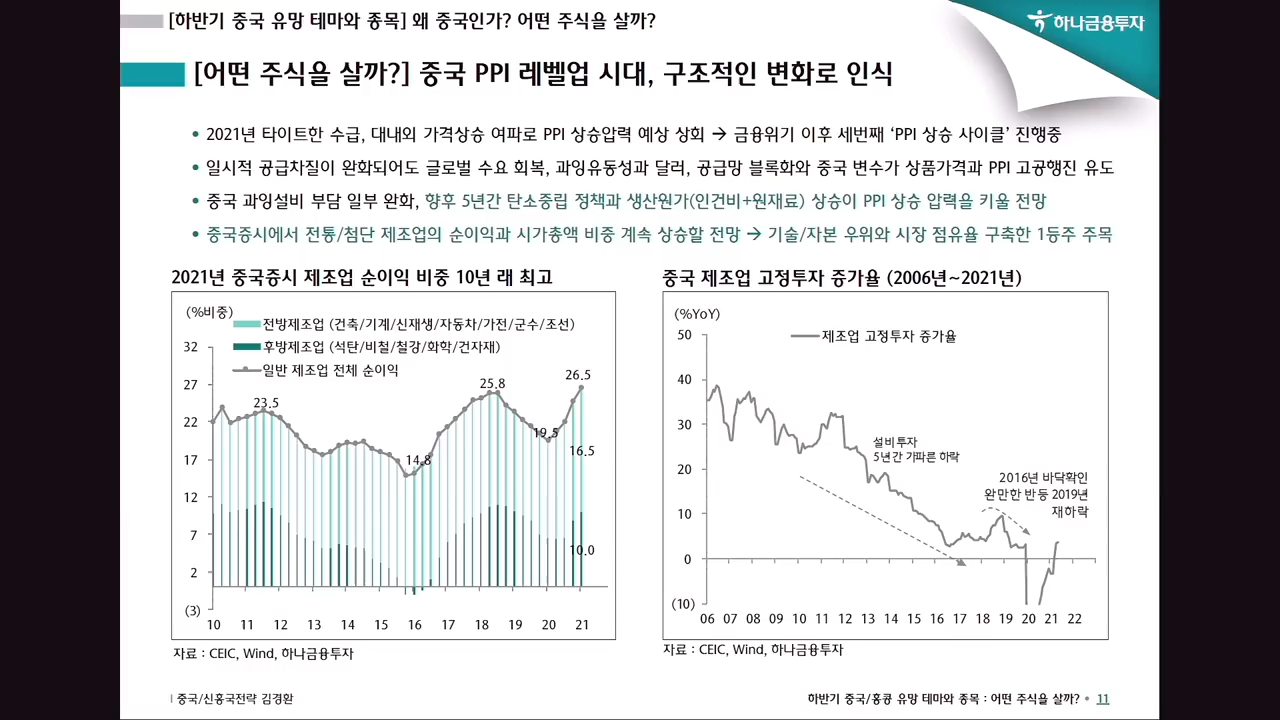 [하반기 중국 유망 테마와 종목] 왜 중국인가? 어떤 주식을 살까?
하나금융투자
[어떤 주식을 살까?] 중국 PPI 레벨업 시대, 구조적인 변화로 인식
• 2021년 타이트한 수급, 대내외 가격상승 여파로 PPI 상승압력 예상 상회 → 금융위기 이후 세번째 ‘PPI 상승 사이클’ 진행중
• 일시적 공급차질이 완화되어도 글로벌 수요 회복, 과잉유동성과 달러, 공급망 블록화와 중국 변수가 상품가격과 PPI 고공행진 유도
• 중국 과잉설비 부담 일부 완화, 향후 5년간 탄소중립 정책과 생산원가(인건비+원재료) 상승이 PPI 상승 압력을 키울 전망
• 중국증시에서 전통/첨단 제조업의 순이익과 시가총액 비중 계속 상승할 전망 → 기술/자본 우위와 시장 점유율 구축한 1등주 주목
2021년 중국증시 제조업 순이익 비중 10년 래 최고
(%비중)
전방제조업 (건축/기계/신재생/자동차/가전/군수/조선)
후방제조업 (석탄/비철/철강/화학/건자재)
일반 제조업 전체 순이익
32
27
22
17
12
7
2
(3)
23.5
14.8
25.8
19.5
26.5
16.5
10.0
10 11 12 13 14 15 16 17 18 19 20 21
자료 : CEIC, Wind, 하나금융투자
중국 제조업 고정투자 증가율 (2006년~2021년)
(%YoY)
제조업 고정투자 증가율
50
40
30
20
10
0
(10)
설비투자
5년간 가파른 하락
2016년 바닥확인
완만한 반등 2019년
재하락
06 07 08 09 10 11 12 13 14 15 16 17 18 19 20 21 22
자료 : CEIC, Wind, 하나금융투자
중국/신흥국전략 김경환
하반기 중국/홍콩 유망 테마와 종목 : 어떤 주식을 살까? • 11